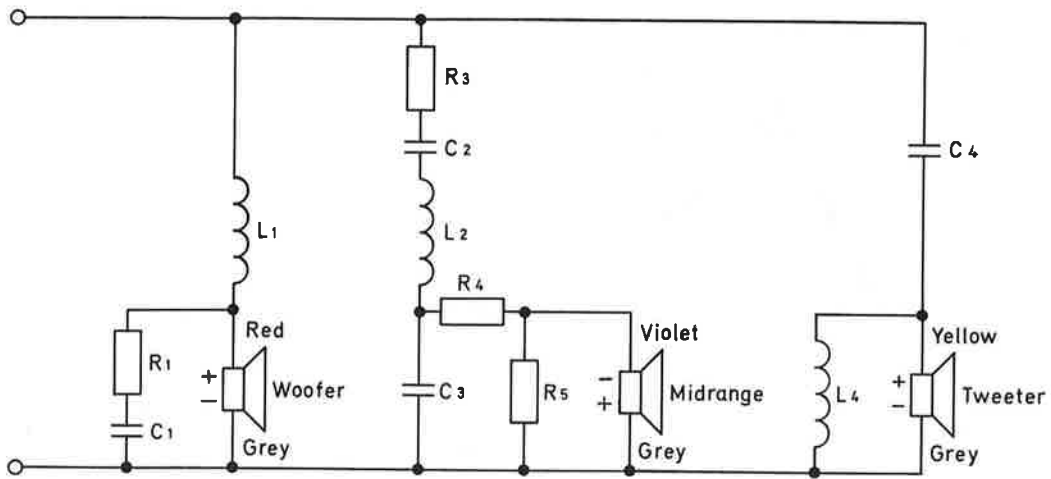 R3
C2
C4
L1
L2
R4
Red
Violet
Yellow
R1
+
-
Woofer
C3
R5
-
+
Midrange
L4
+
-
Tweeter
C1
Grey
Grey
Grey